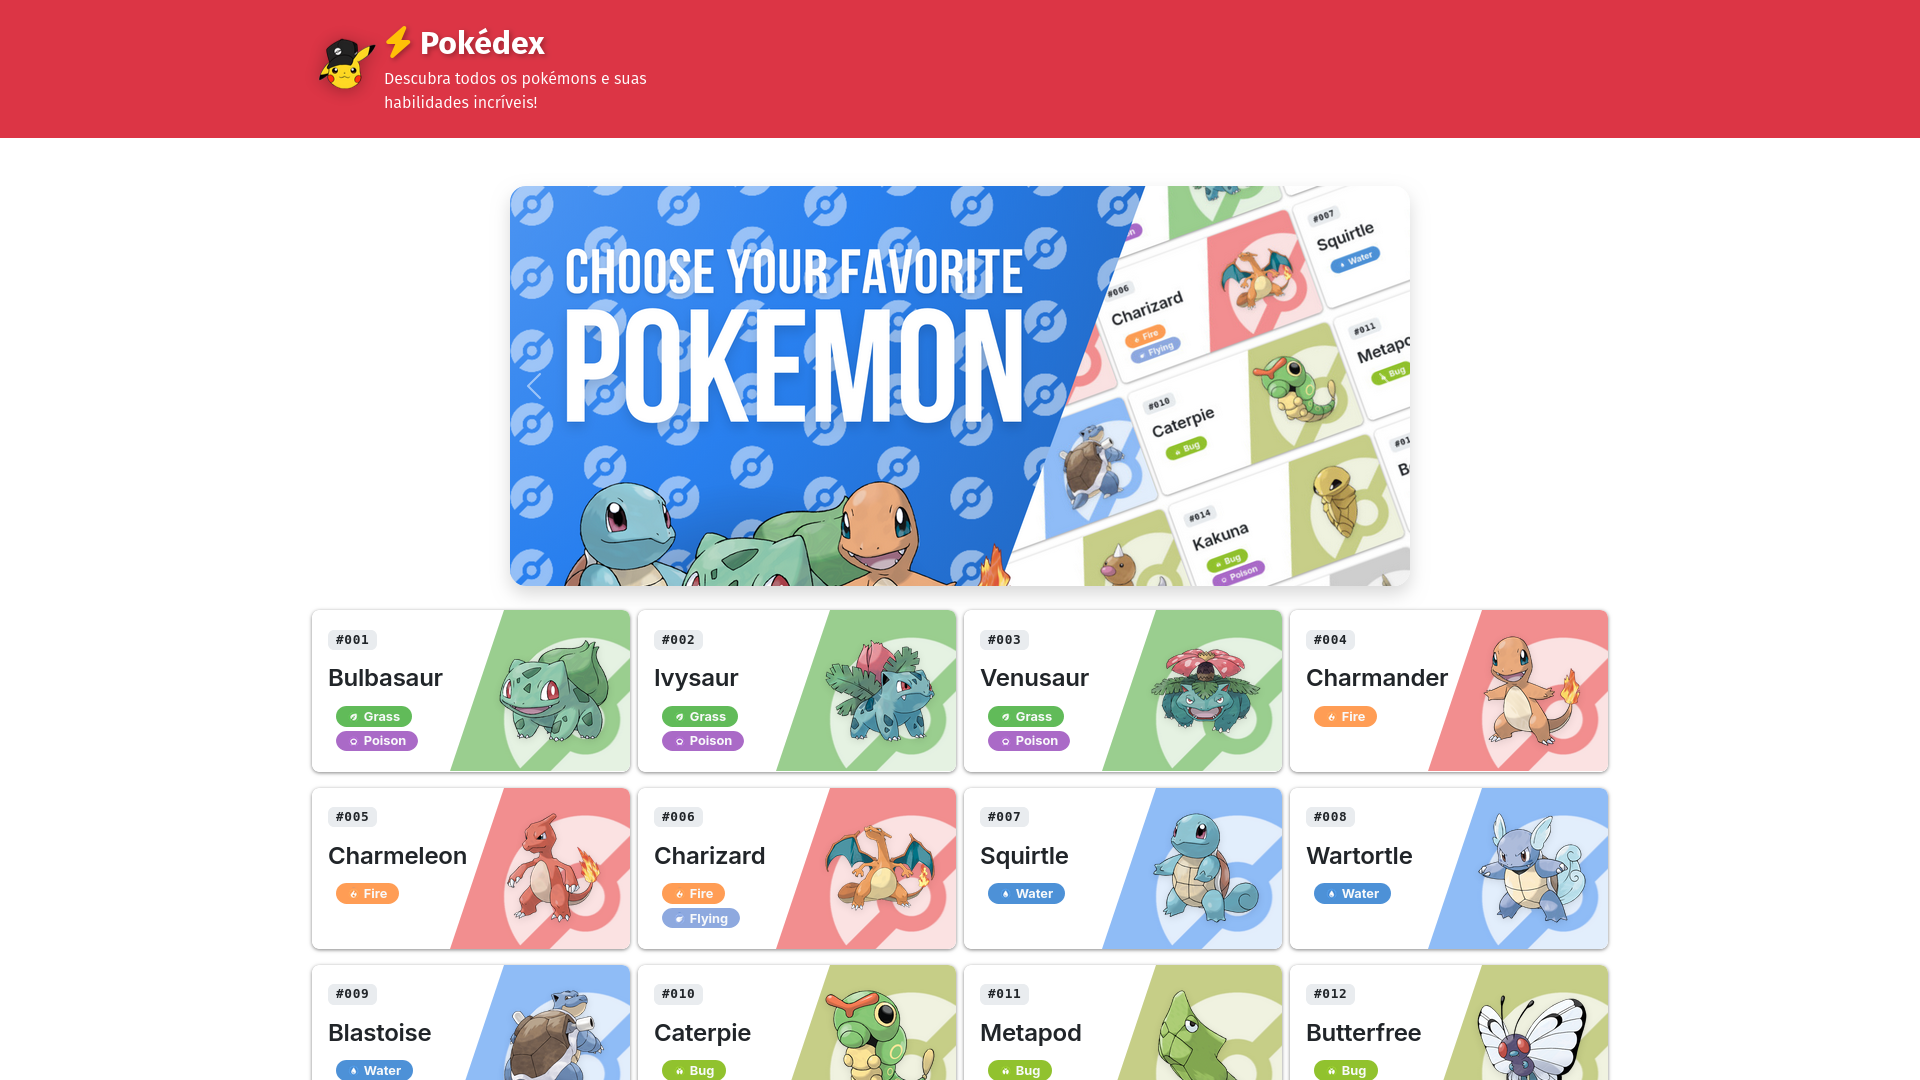 Pokédex
Descubra todos os pokémons e suas
habilidades incríveis!
CHOOSE YOUR FAVORITE
POKEMON
#007
Squirtle
Water
#006
Charizard
Fire
Flying
#011
Bug
#010
Caterpie
Bug
#014
Kakuna
Bug
Poison
#001
Bulbasaur
Grass
Poison
#002
Ivysaur
Grass
Poison
#003
Venusaur
Grass
Poison
#004
Charmander
Fire
#005
Charmeleon
Fire
#006
Charizard
Fire
Flying
#007
Squirtle
Water
#008
Wartortle
Water
#009
Blastoise
Water
#010
Caterpie
Bug
#011
Metapod
Bug
#012
Butterfree
Bug